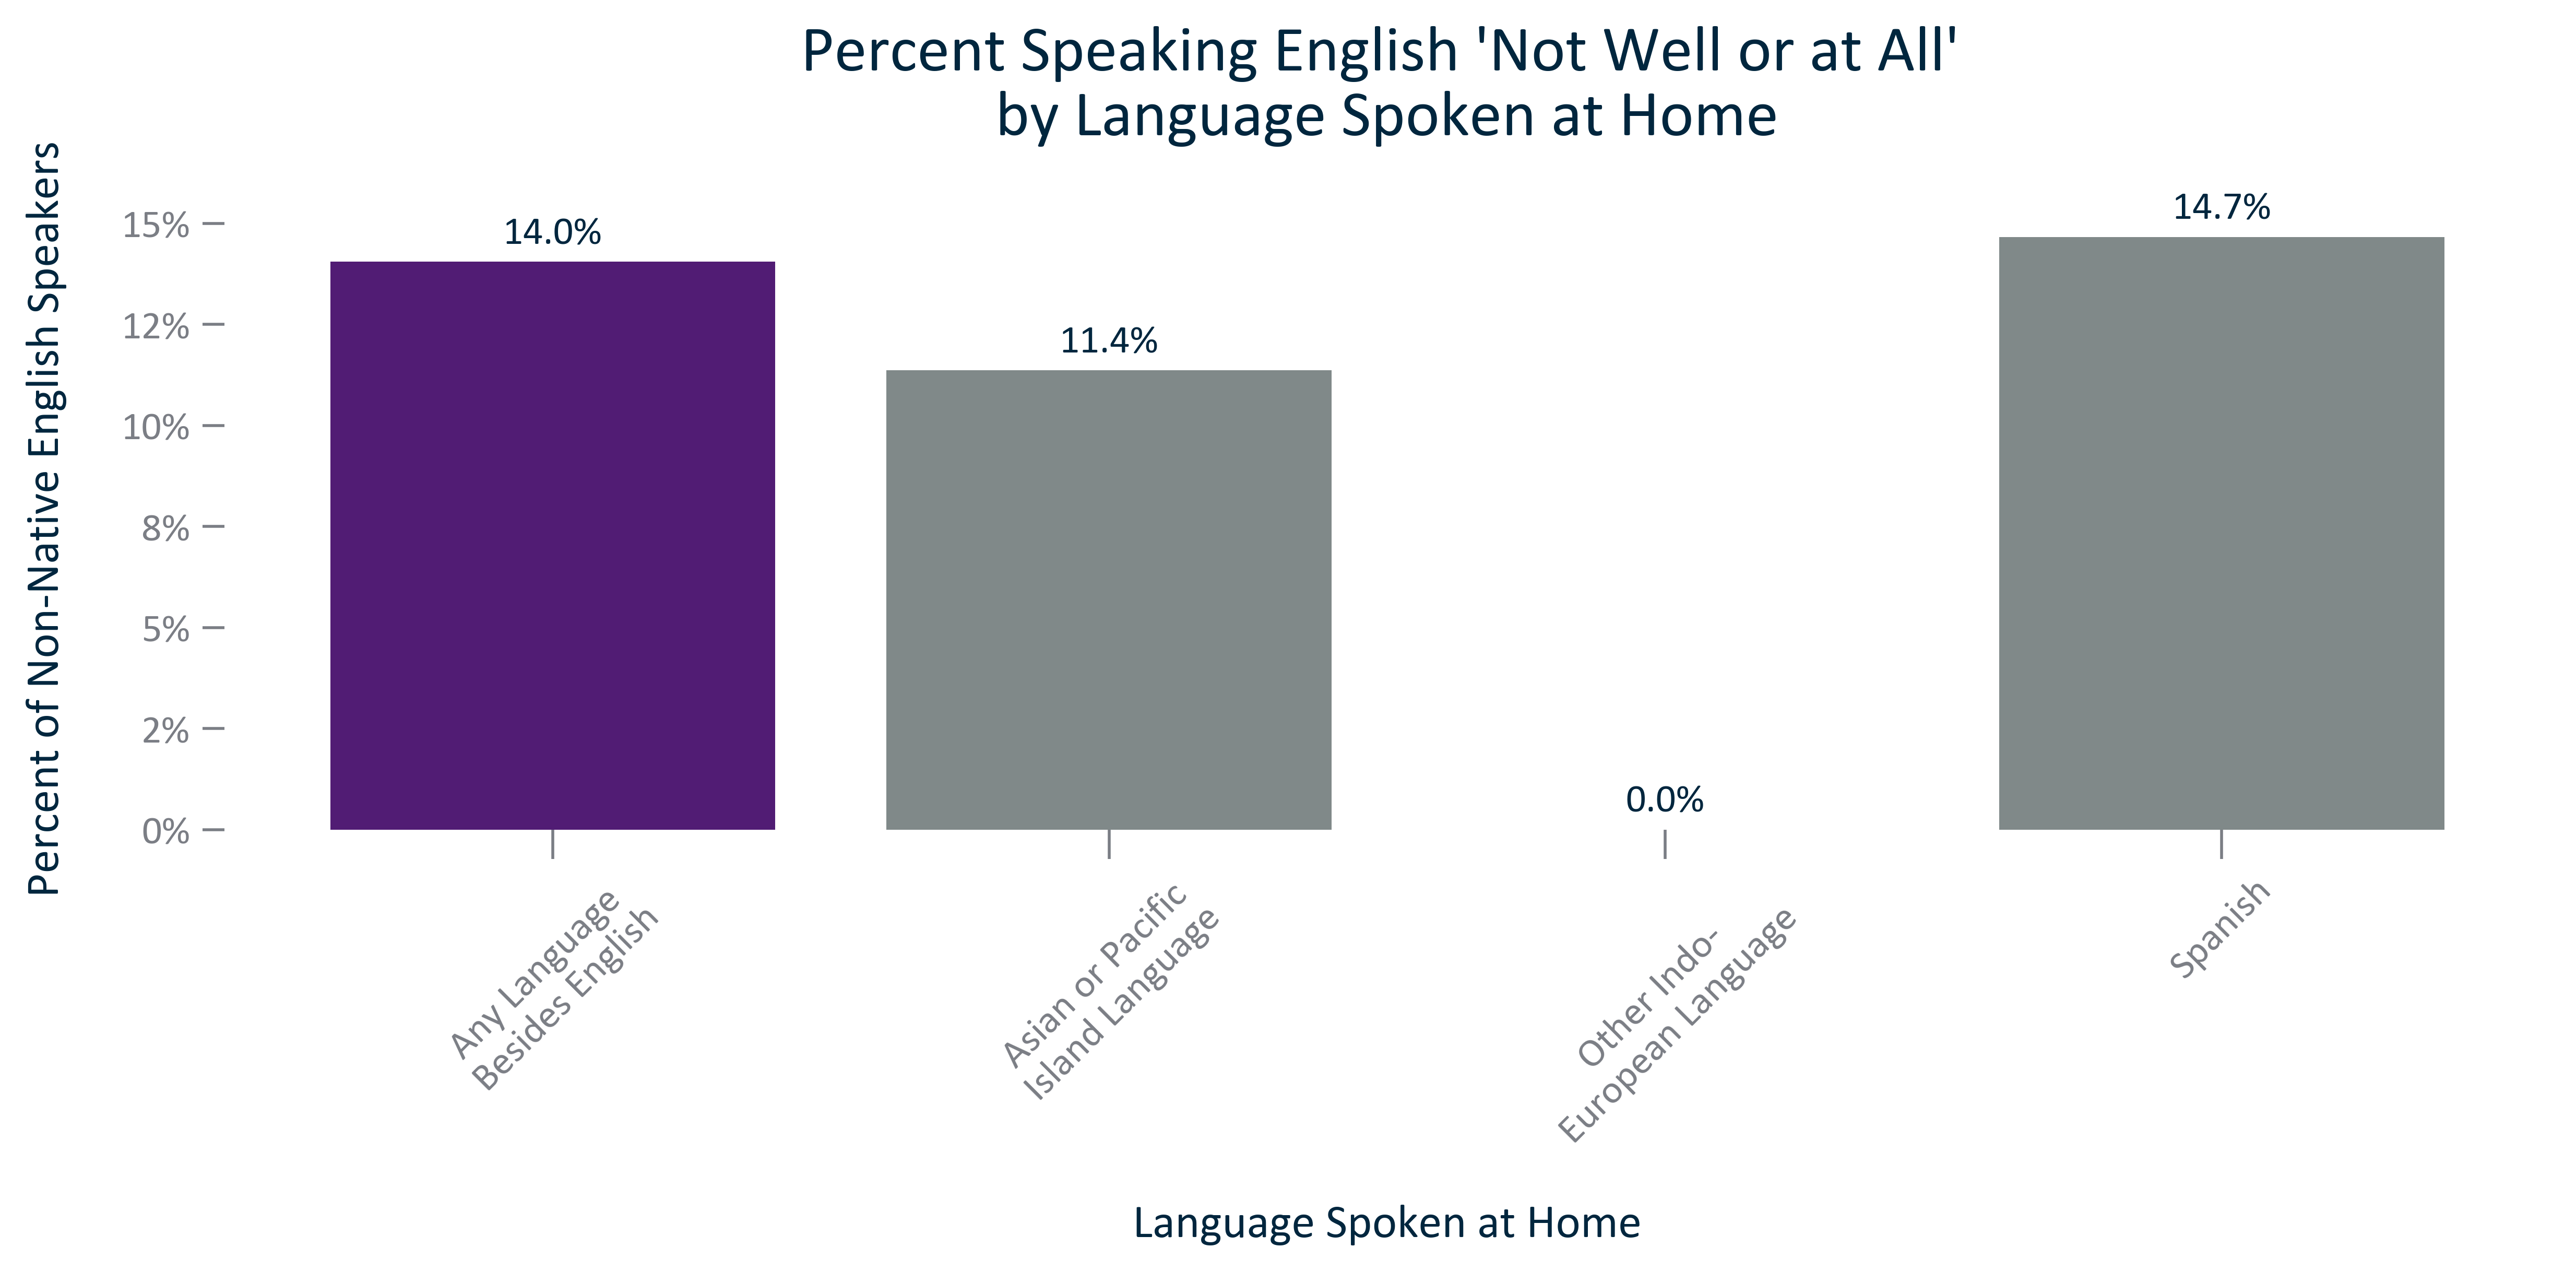 Percent Speaking English 'Not Well or at All'
by Language Spoken at Home
Percent of Non-Native English Speakers
15%
12%
10%
8%
5%
2%
0%
14.0%
11.4%
0.0%
14.7%
Any Language
Besides English
Asian or Pacific
Island Language
Other Indo-
European Language
Spanish
Language Spoken at Home